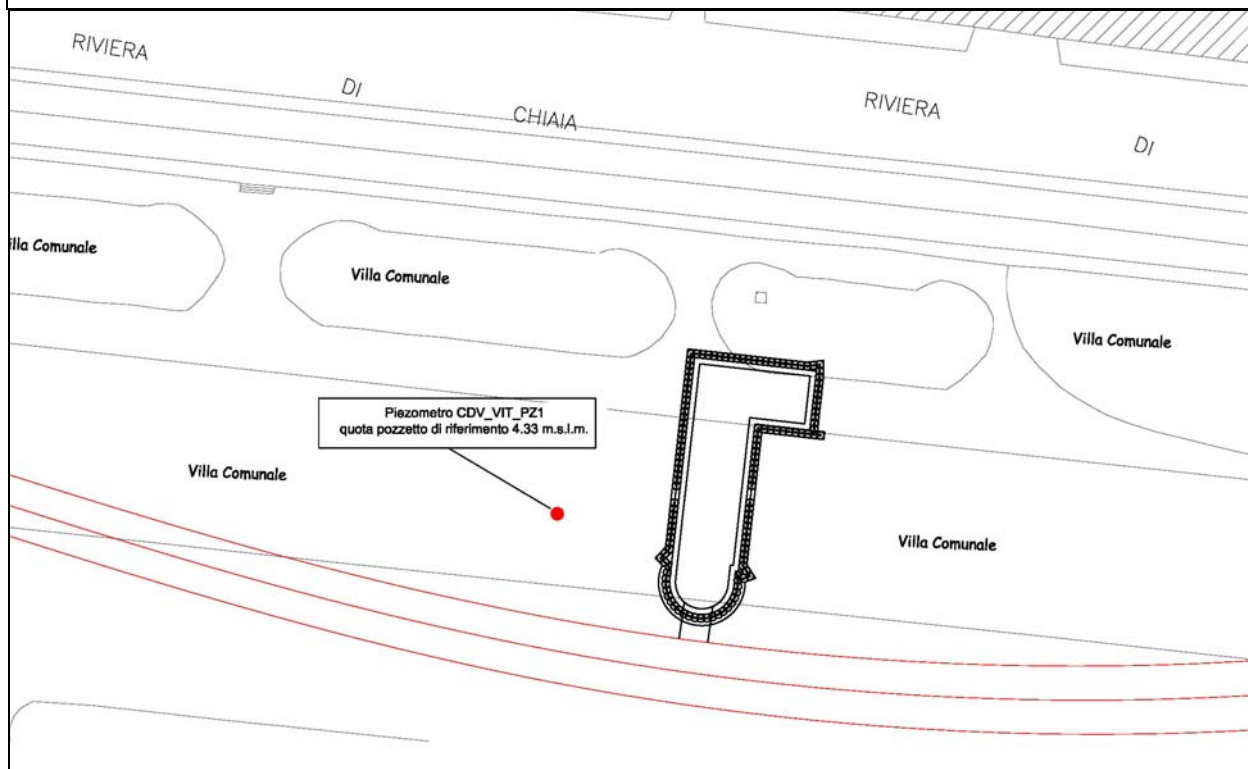 RIVIERA
DI
CHIAIA
RIVIERA
DI
illa Comunale
Villa Comunale
Villa Comunale
Piezometro CDV_VIT_PZ1
quota pozzetto di riferimento 4.33 m.s.l.m.
Villa Comunale
Villa Comunale